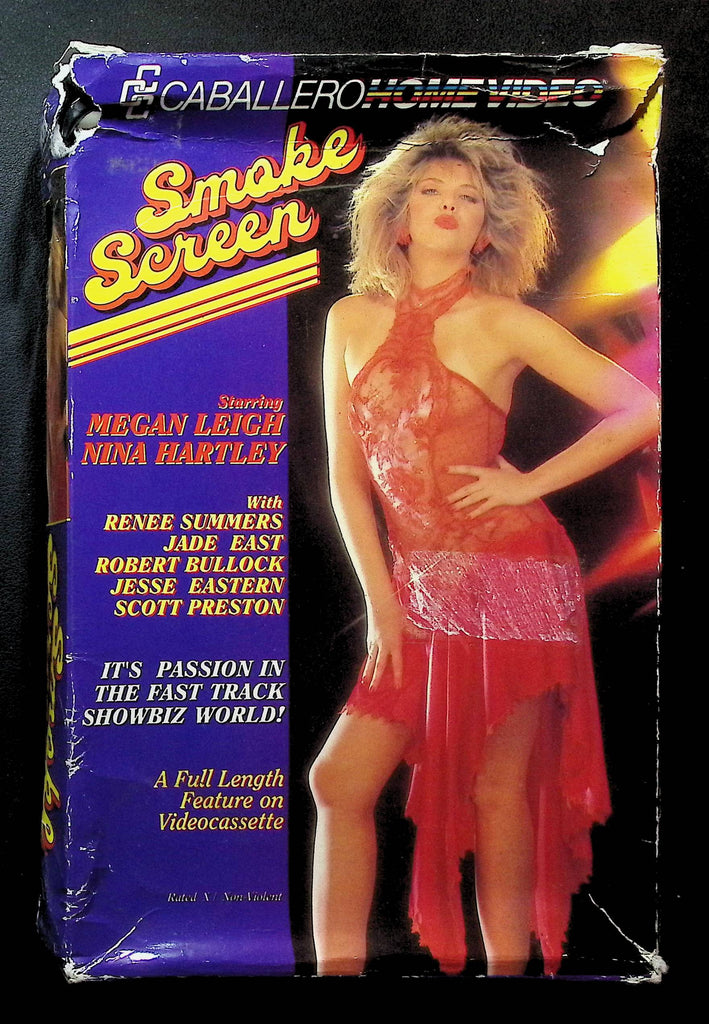 CABALLERO HOME VIDEO
Smoke
Screen
Starring
MEGAN LEIGH
NINA HARTLEY
With
RENEE SUMMERS
JADE EAST
ROBERT BULLOCK
JESSE EASTERN
SCOTT PRESTON
IT'S PASSION IN
THE FAST TRACK
SHOWBIZ WORLD!
A Full Length
Feature on
Videocassette
Rated X / Non-Violent